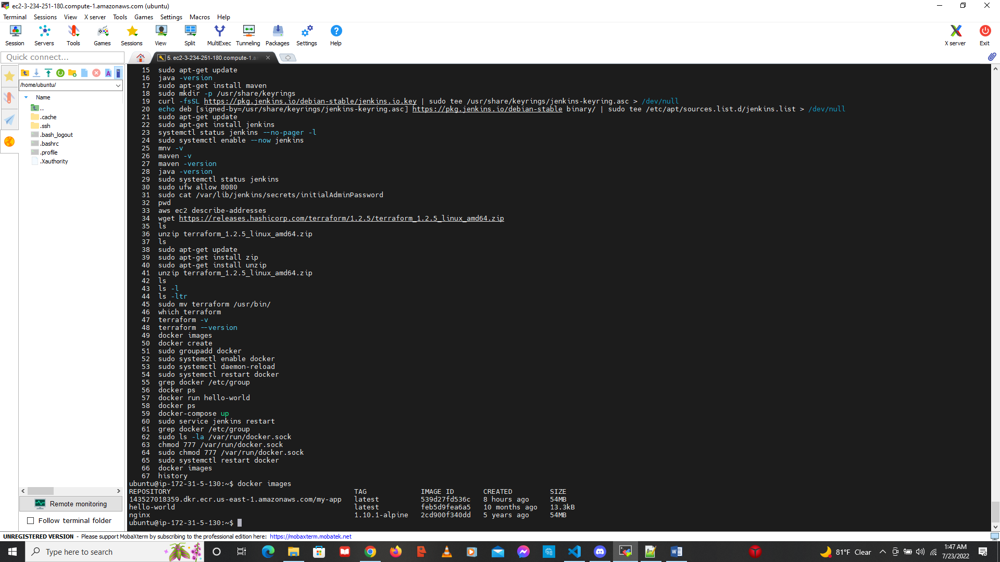 ec2-3-234-251-180.compute-1.amazonaws.com (ubuntu)
Terminal Sessions View X server Tools Games Settings Macros Help
Session Servers Tools Games Sessions View Split MultiExec Tunneling Packages Settings Help X server Exit
Quick connect...
5. ec2-3-234-251-180.compute-1.a
/home/ubuntu/
Name
..
.cache
.ssh
.bash_logout
.bashrc
.profile
.Xauthority
15 sudo apt-get update
16 java -version
17 sudo apt-get install maven
18 sudo mkdir -p /usr/share/keyrings
19 curl -fsSL https://pkg.jenkins.io/debian-stable/jenkins.io.key | sudo tee /usr/share/keyrings/jenkins-keyring.asc > /dev/null
20 echo deb [signed-by=/usr/share/keyrings/jenkins-keyring.asc] https://pkg.jenkins.io/debian-stable binary/ | sudo tee /etc/apt/sources.list.d/jenkins.list > /dev/null
21 sudo apt-get update
22 sudo apt-get install jenkins
23 systemctl status jenkins --no-pager -l
24 sudo systemctl enable --now jenkins
25 mnv -v
26 maven -v
27 maven -version
28 java -version
29 sudo systemctl status jenkins
30 sudo ufw allow 8080
31 sudo cat /var/lib/jenkins/secrets/initialAdminPassword
32 pwd
33 aws ec2 describe-addresses
34 wget https://releases.hashicorp.com/terraform/1.2.5/terraform_1.2.5_linux_amd64.zip
35 ls
36 unzip terraform_1.2.5_linux_amd64.zip
37 ls
38 sudo apt-get update
39 sudo apt-get install zip
40 sudo apt-get install unzip
41 unzip terraform_1.2.5_linux_amd64.zip
42 ls
43 ls -l
44 ls -ltr
45 sudo mv terraform /usr/bin/
46 which terraform
47 terraform -v
48 terraform --version
49 docker images
50 docker create
51 sudo groupadd docker
52 sudo systemctl enable docker
53 sudo systemctl daemon-reload
54 sudo systemctl restart docker
55 grep docker /etc/group
56 docker ps
57 docker run hello-world
58 docker ps
59 docker-compose up
60 sudo service jenkins restart
61 grep docker /etc/group
62 sudo ls -la /var/run/docker.sock
63 chmod 777 /var/run/docker.sock
64 sudo chmod 777 /var/run/docker.sock
65 sudo systemctl restart docker
66 docker images
67 history
ubuntu@ip-172-31-5-130:~$ docker images
REPOSITORY TAG IMAGE ID CREATED SIZE
143527018359.dkr.ecr.us-east-1.amazonaws.com/my-app latest 539d27fd536c 8 hours ago 54MB
hello-world latest feb5d9fea6a5 10 months ago 13.3kB
nginx 1.10.1-alpine 2cd900f340dd 5 years ago 54MB
ubuntu@ip-172-31-5-130:~$
Remote monitoring
Follow terminal folder
UNREGISTERED VERSION - Please support MobaXterm by subscribing to the professional edition here: https://mobaxterm.mobatek.net
Type here to search
81°F Clear
1:47 AM
7/23/2022